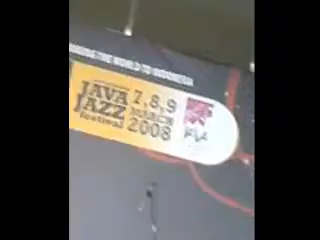 BRINGING THE WORLD TO INDONESIA
JAVA JAZZ festival
7, 8, 9 MARCH 2008